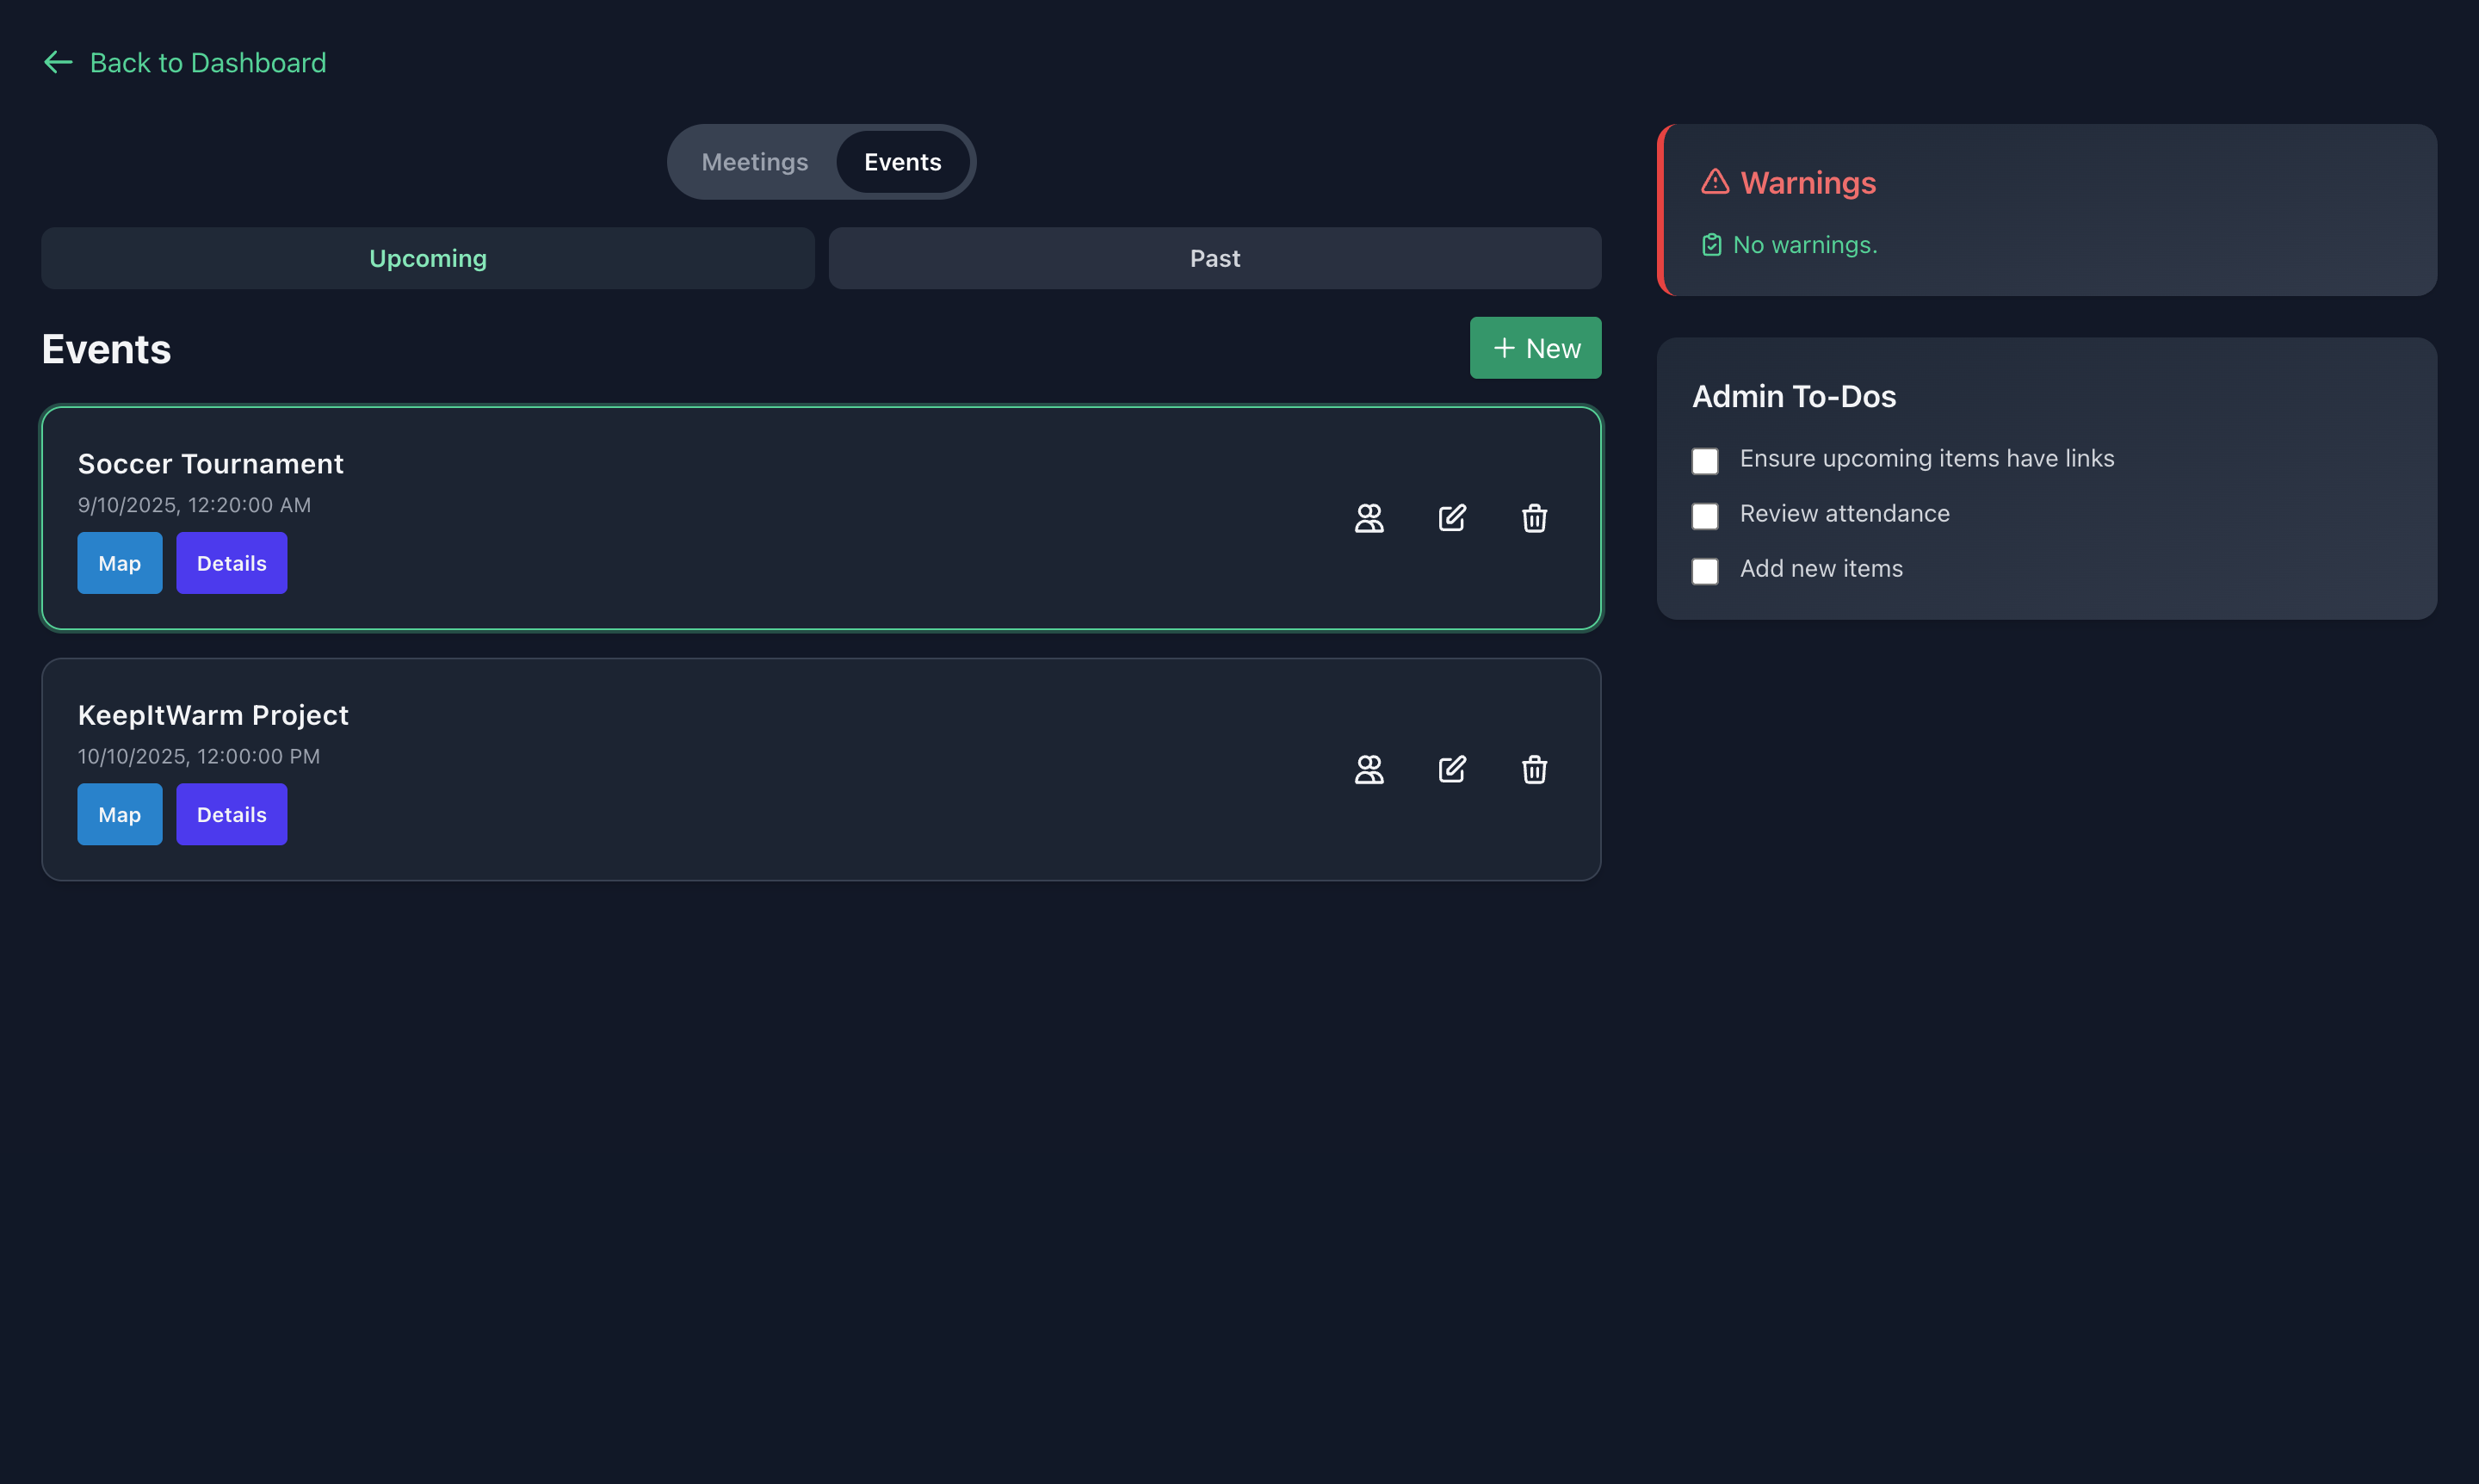 Back to Dashboard
Meetings Events
Upcoming Past
Events
+ New
Soccer Tournament
9/10/2025, 12:20:00 AM
Map Details
KeepItWarm Project
10/10/2025, 12:00:00 PM
Map Details
Warnings
No warnings.
Admin To-Dos
Ensure upcoming items have links
Review attendance
Add new items